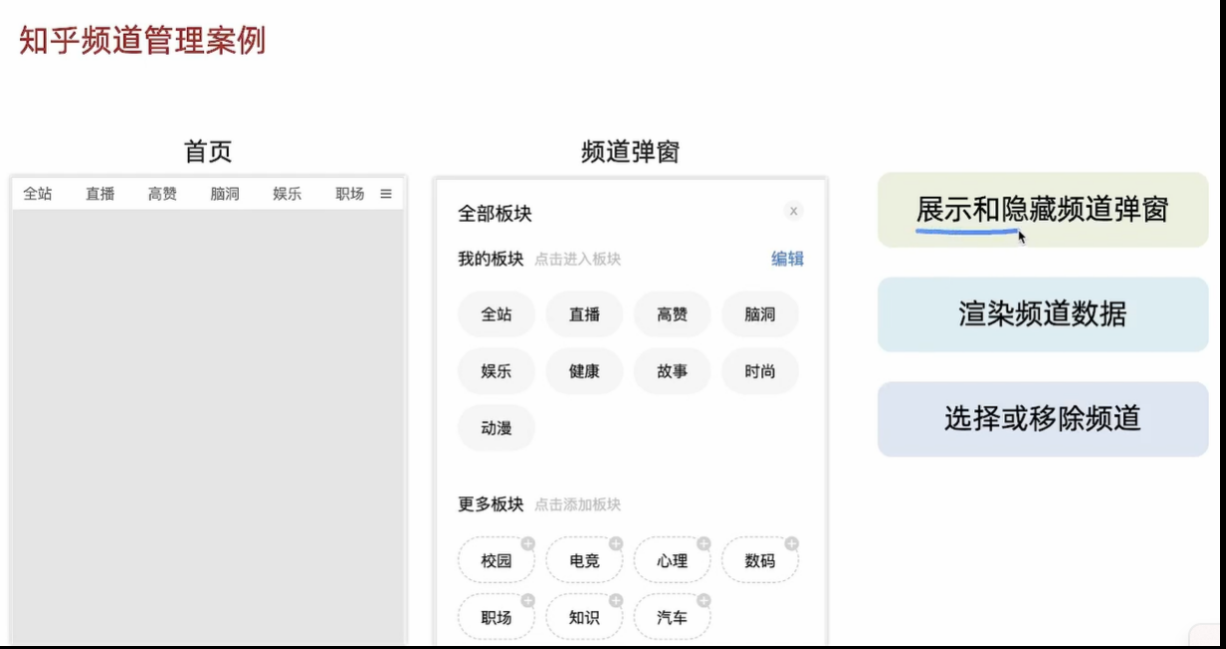 知乎频道管理案例
首页
全站 直播 高赞 脑洞 娱乐 职场 ≡
频道弹窗
全部板块 x
我的板块 点击进入板块 编辑
全站 直播 高赞 脑洞
娱乐 健康 故事 时尚
动漫
更多板块 点击添加板块
校园 电竞 心理 数码
职场 知识 汽车
展示和隐藏频道弹窗
渲染频道数据
选择或移除频道